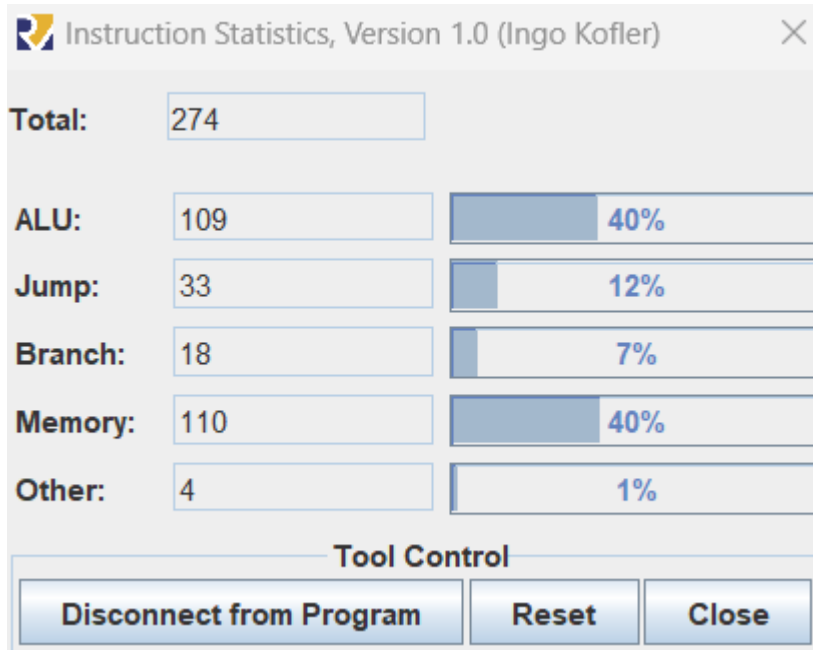 Instruction Statistics, Version 1.0 (Ingo Kofler)
Total: 274
ALU: 109 40%
Jump: 33 12%
Branch: 18 7%
Memory: 110 40%
Other: 4 1%
Tool Control
Disconnect from Program Reset Close